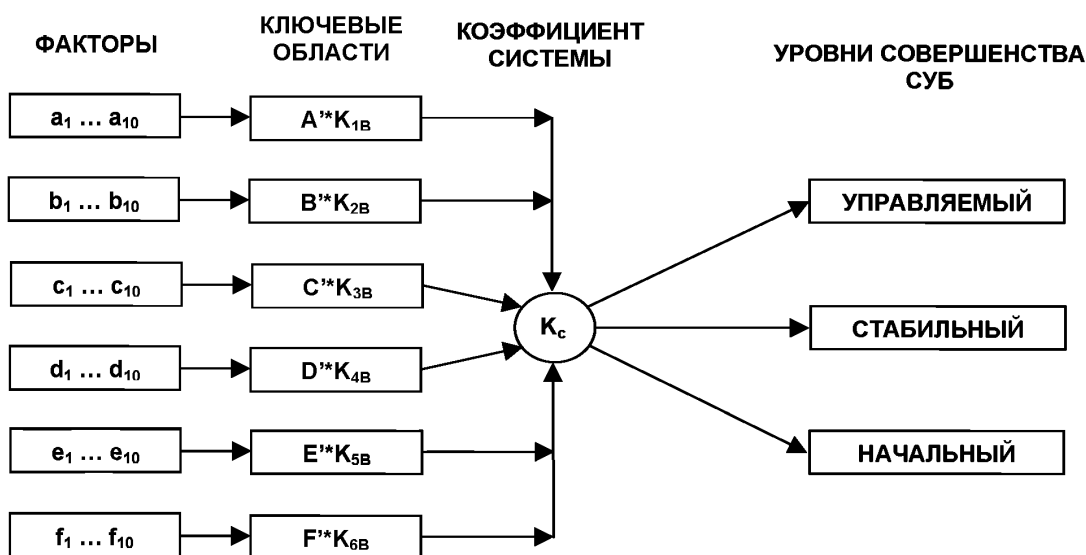 ФАКТОРЫ
КЛЮЧЕВЫЕ
ОБЛАСТИ
КОЭФФИЦИЕНТ
СИСТЕМЫ
УРОВНИ СОВЕРШЕНСТВА
СУБ
a₁ ... a₁₀
A'*K₁В
b₁ ... b₁₀
B'*K₂В
c₁ ... c₁₀
C'*K₃В
d₁ ... d₁₀
D'*K₄В
e₁ ... e₁₀
E'*K₅В
f₁ ... f₁₀
F'*K₆В
Kс
УПРАВЛЯЕМЫЙ
СТАБИЛЬНЫЙ
НАЧАЛЬНЫЙ